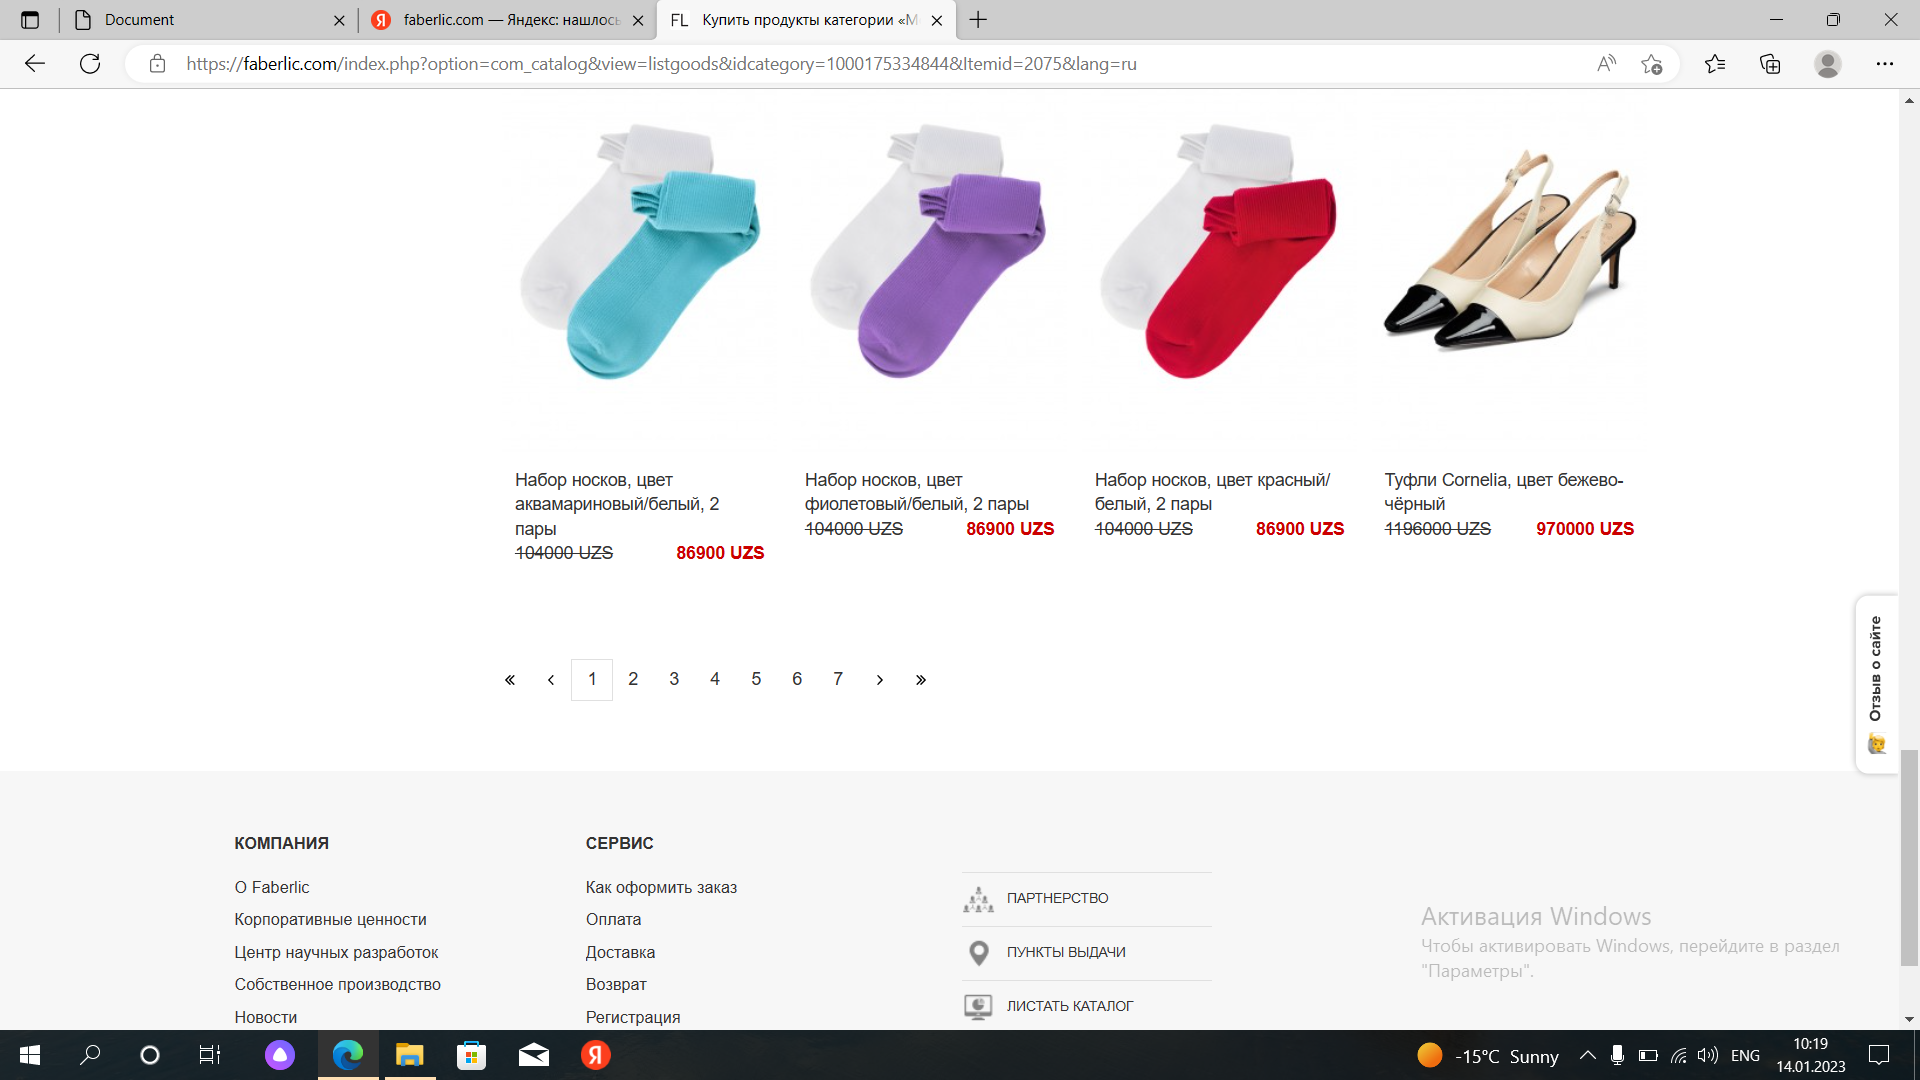 Document
faberlic.com — Яндекс: нашлось
FL Купить продукты категории «М
https://faberlic.com/index.php?option=com_catalog&view=listgoods&idcategory=1000175334844&Itemid=2075&lang=ru
Набор носков, цвет
аквамариновый/белый, 2
пары
104000 UZS 86900 UZS
Набор носков, цвет
фиолетовый/белый, 2 пары
104000 UZS 86900 UZS
Набор носков, цвет красный/
белый, 2 пары
104000 UZS 86900 UZS
Туфли Cornelia, цвет бежево-
чёрный
1196000 UZS 970000 UZS
« ‹ 1 2 3 4 5 6 7 › »
Отзыв о сайте
КОМПАНИЯ
О Faberlic
Корпоративные ценности
Центр научных разработок
Собственное производство
Новости
СЕРВИС
Как оформить заказ
Оплата
Доставка
Возврат
Регистрация
ПАРТНЕРСТВО
ПУНКТЫ ВЫДАЧИ
ЛИСТАТЬ КАТАЛОГ
Активация Windows
Чтобы активировать Windows, перейдите в раздел
"Параметры".
-15°C Sunny
ENG
10:19
14.01.2023